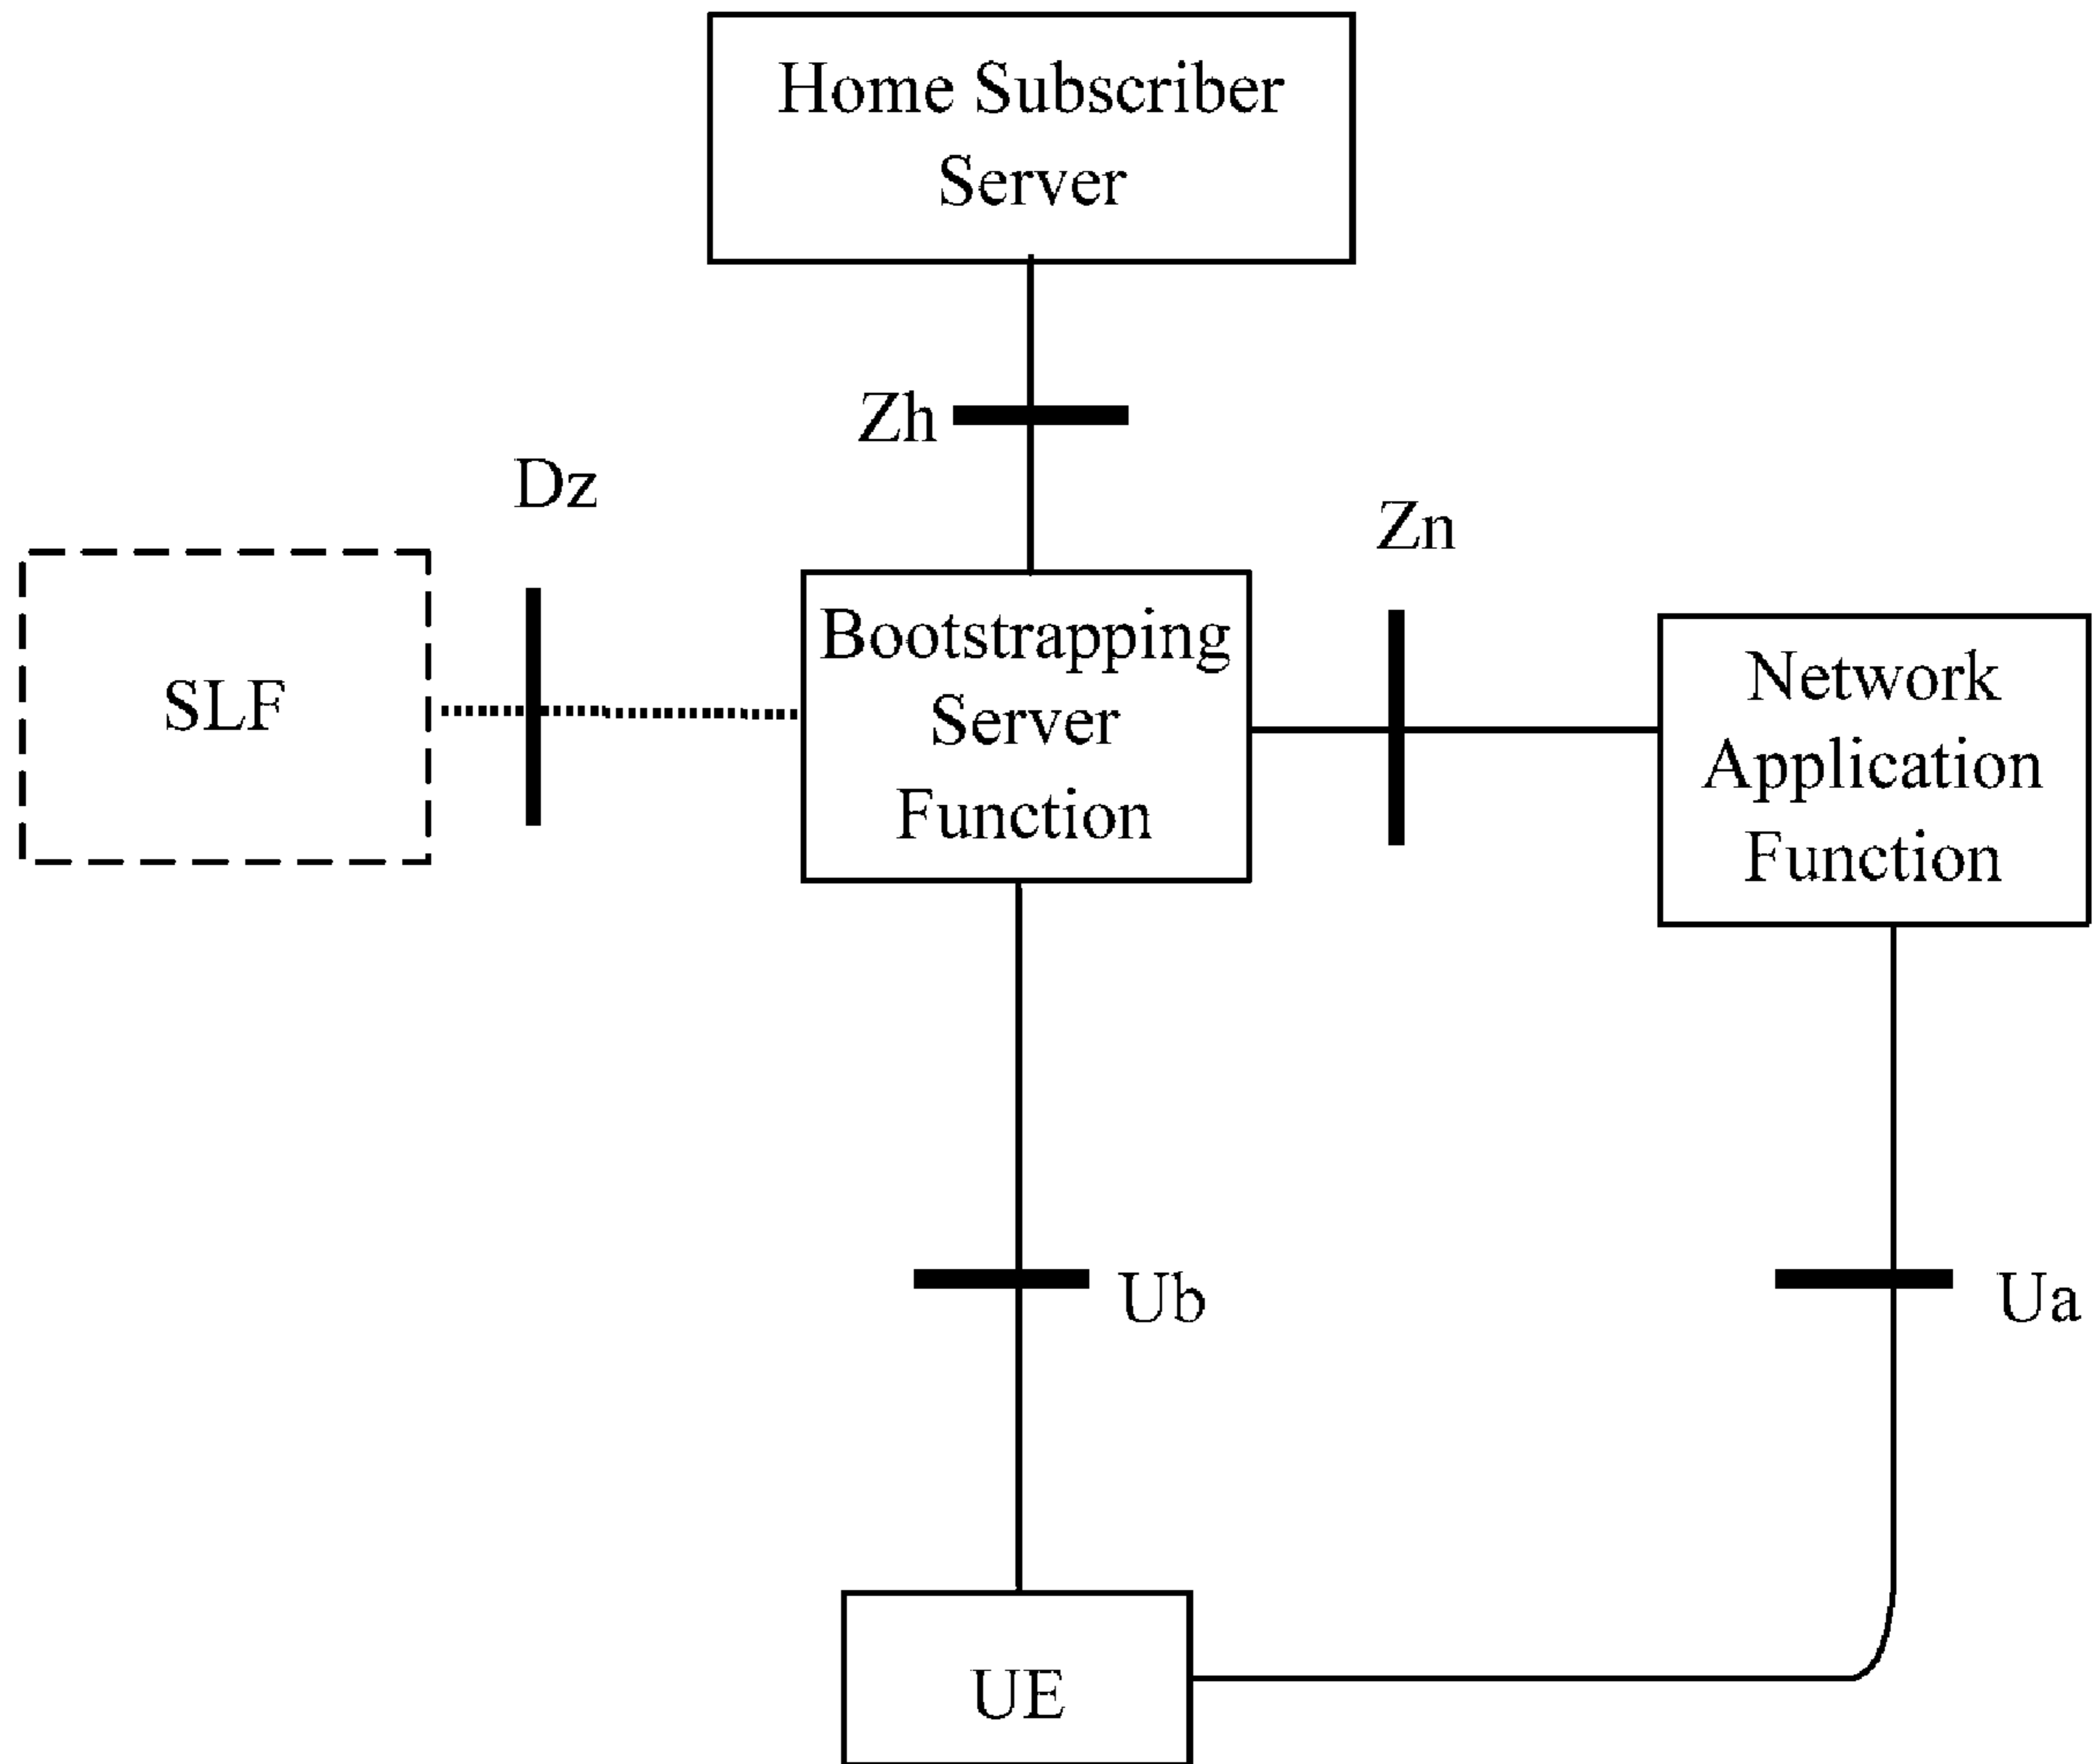 Home Subscriber
Server
Zh
Dz
Zn
SLF
Bootstrapping
Server
Function
Network
Application
Function
Ub
Ua
UE